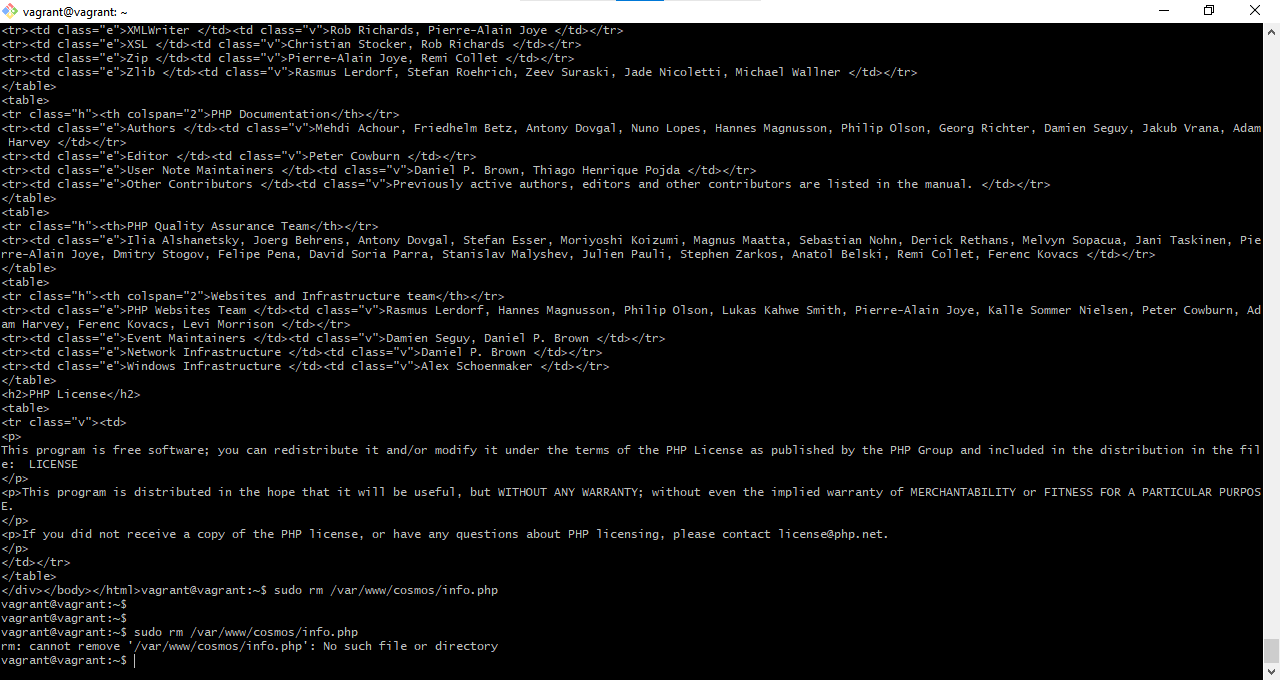 vagrant@vagrant: ~
<tr><td class="e">XMLWriter </td><td class="v">Rob Richards, Pierre-Alain Joye </td></tr>
<tr><td class="e">XSL </td><td class="v">Christian Stocker, Rob Richards </td></tr>
<tr><td class="e">Zip </td><td class="v">Pierre-Alain Joye, Remi Collet </td></tr>
<tr><td class="e">Zlib </td><td class="v">Rasmus Lerdorf, Stefan Roehrich, Zeev Suraski, Jade Nicoletti, Michael Wallner </td></tr>
</table>
<table>
<tr class="h"><th colspan="2">PHP Documentation</th></tr>
<tr><td class="e">Authors </td><td class="v">Mehdi Achour, Friedhelm Betz, Antony Dovgal, Nuno Lopes, Hannes Magnusson, Philip Olson, Georg Richter, Damien Seguy, Jakub Vrana, Adam
 Harvey </td></tr>
<tr><td class="e">Editor </td><td class="v">Peter Cowburn </td></tr>
<tr><td class="e">User Note Maintainers </td><td class="v">Daniel P. Brown, Thiago Henrique Pojda </td></tr>
<tr><td class="e">Other Contributors </td><td class="v">Previously active authors, editors and other contributors are listed in the manual. </td></tr>
</table>
<table>
<tr class="h"><th>PHP Quality Assurance Team</th></tr>
<tr><td class="e">Ilia Alshanetsky, Joerg Behrens, Antony Dovgal, Stefan Esser, Moriyoshi Koizumi, Magnus Maatta, Sebastian Nohn, Derick Rethans, Melvyn Sopacua, Jani Taskinen, Pie
rre-Alain Joye, Dmitry Stogov, Felipe Pena, David Soria Parra, Stanislav Malyshev, Julien Pauli, Stephen Zarkos, Anatol Belski, Remi Collet, Ferenc Kovacs </td></tr>
</table>
<table>
<tr class="h"><th colspan="2">Websites and Infrastructure team</th></tr>
<tr><td class="e">PHP Websites Team </td><td class="v">Rasmus Lerdorf, Hannes Magnusson, Philip Olson, Lukas Kahwe Smith, Pierre-Alain Joye, Kalle Sommer Nielsen, Peter Cowburn, Ad
am Harvey, Ferenc Kovacs, Levi Morrison </td></tr>
<tr><td class="e">Event Maintainers </td><td class="v">Damien Seguy, Daniel P. Brown </td></tr>
<tr><td class="e">Network Infrastructure </td><td class="v">Daniel P. Brown </td></tr>
<tr><td class="e">Windows Infrastructure </td><td class="v">Alex Schoenmaker </td></tr>
</table>
<h2>PHP License</h2>
<table>
<tr class="v"><td>
<p>
This program is free software; you can redistribute it and/or modify it under the terms of the PHP License as published by the PHP Group and included in the distribution in the fil
e:  LICENSE
</p>
<p>This program is distributed in the hope that it will be useful, but WITHOUT ANY WARRANTY; without even the implied warranty of MERCHANTABILITY or FITNESS FOR A PARTICULAR PURPOS
E.
</p>
<p>If you did not receive a copy of the PHP license, or have any questions about PHP licensing, please contact license@php.net.
</p>
</td></tr>
</table>
</div></body></html>vagrant@vagrant:~$ sudo rm /var/www/cosmos/info.php
vagrant@vagrant:~$
vagrant@vagrant:~$
vagrant@vagrant:~$ sudo rm /var/www/cosmos/info.php
rm: cannot remove '/var/www/cosmos/info.php': No such file or directory
vagrant@vagrant:~$